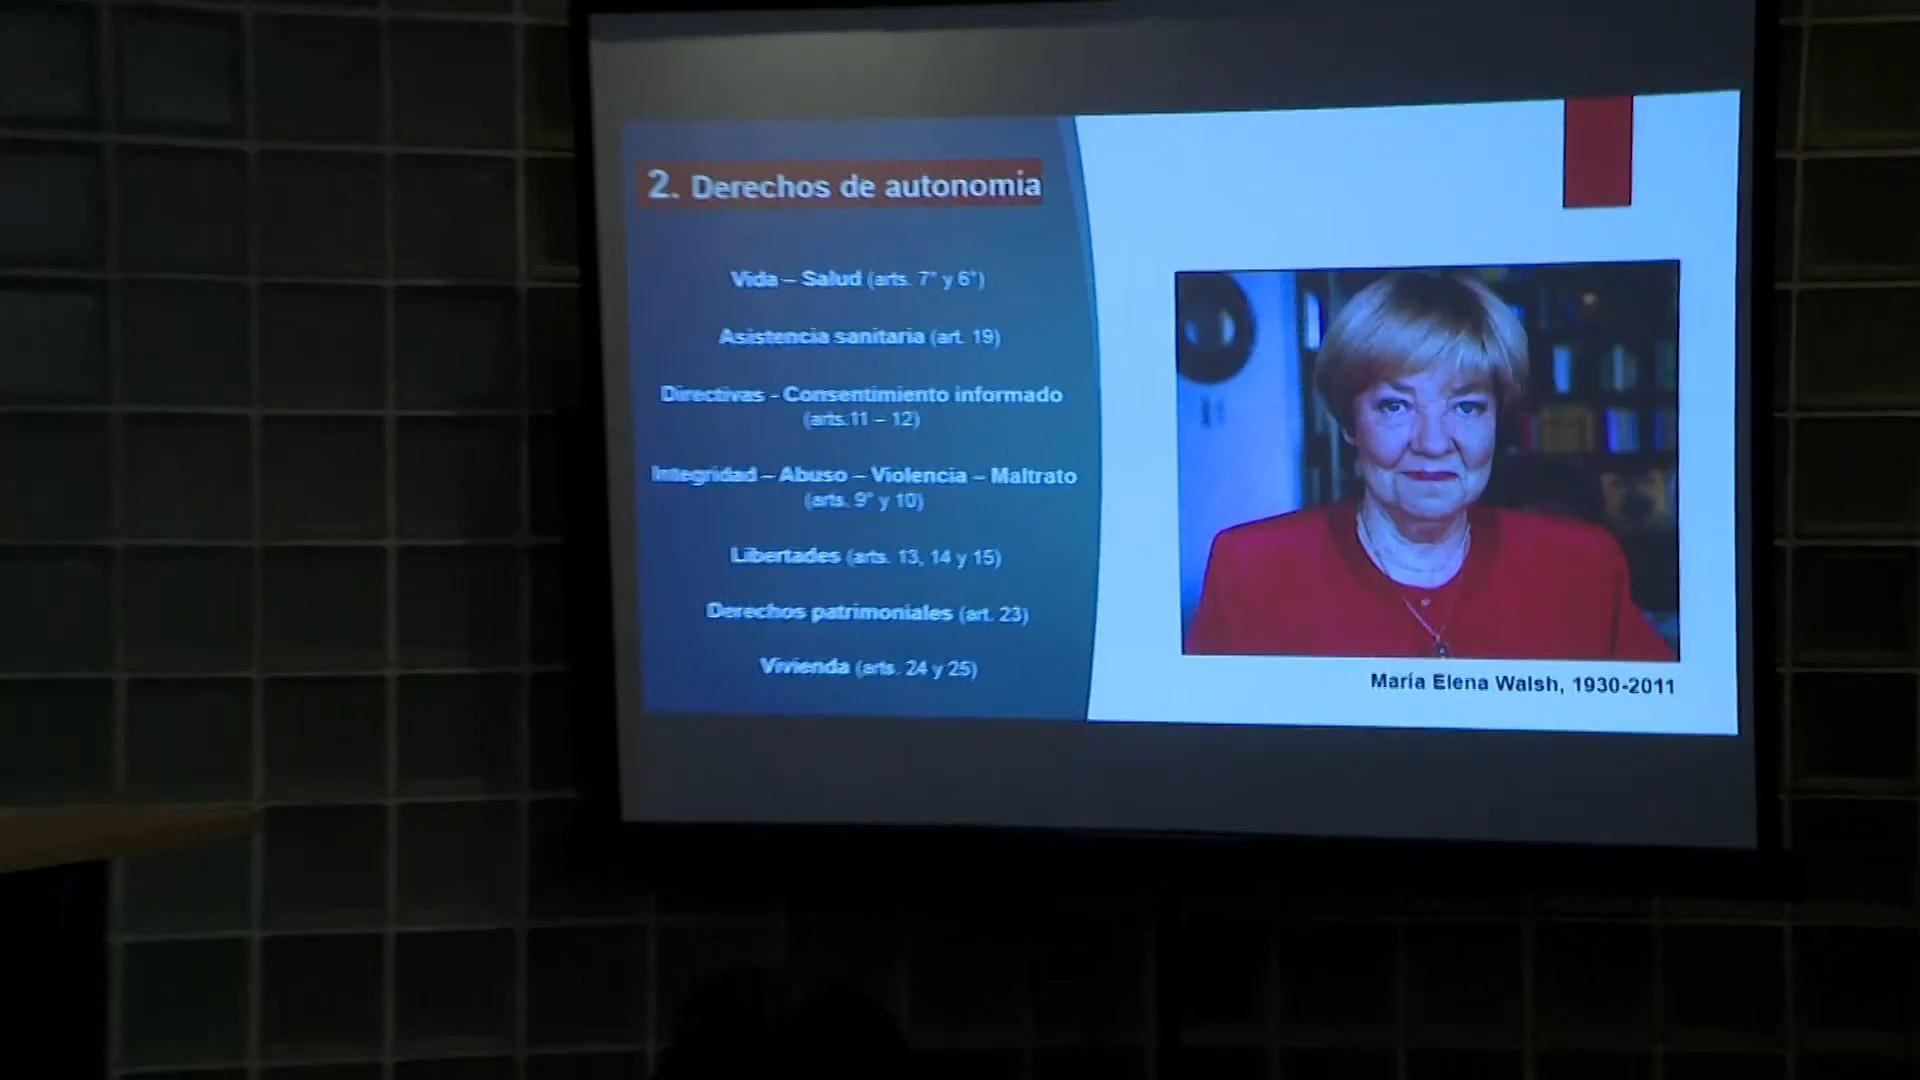 2. Derechos de autonomia
Vida – Salud (arts. 7° y 6°)
Asistencia sanitaria (art. 19)
Directivas - Consentimiento informado
(arts.11 – 12)
Integridad – Abuso – Violencia – Maltrato
(arts. 9° y 10)
Libertades (arts. 13, 14 y 15)
Derechos patrimoniales (art. 23)
Vivienda (arts. 24 y 25)
María Elena Walsh, 1930-2011